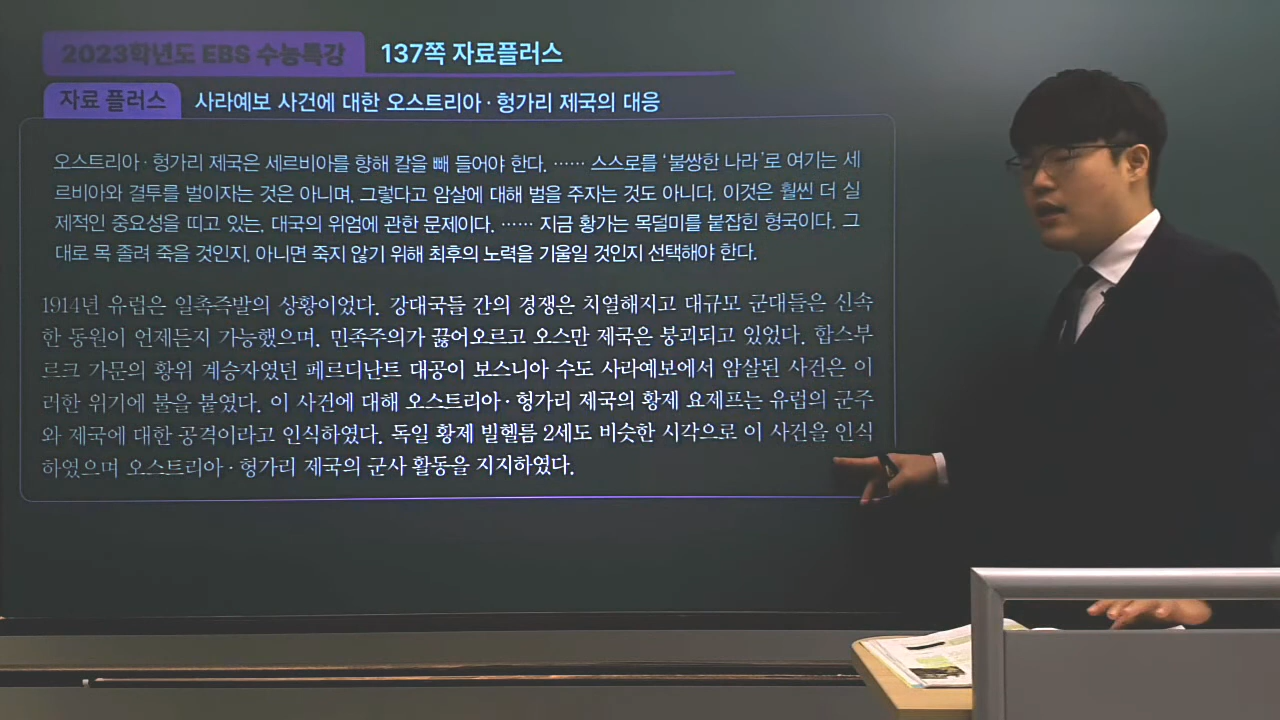 2023학년도 EBS 수능특강 137쪽 자료플러스
자료 플러스 사라예보 사건에 대한 오스트리아·헝가리 제국의 대응
오스트리아·헝가리 제국은 세르비아를 향해 칼을 빼 들어야 한다. …… 스스로를 ‘불쌍한 나라’로 여기는 세
르비아와 결투를 벌이자는 것은 아니며, 그렇다고 암살에 대해 벌을 주자는 것도 아니다. 이것은 훨씬 더 실
제적인 중요성을 띠고 있는, 대국의 위엄에 관한 문제이다. …… 지금 황가는 목덜미를 붙잡힌 형국이다. 그
대로 목 졸려 죽을 것인지, 아니면 죽지 않기 위해 최후의 노력을 기울일 것인지 선택해야 한다.
1914년 유럽은 일촉즉발의 상황이었다. 강대국들 간의 경쟁은 치열해지고 대규모 군대들은 신속
한 동원이 언제든지 가능했으며, 민족주의가 끓어오르고 오스만 제국은 붕괴되고 있었다. 합스부
르크 가문의 황위 계승자였던 페르디난트 대공이 보스니아 수도 사라예보에서 암살된 사건은 이
러한 위기에 불을 붙였다. 이 사건에 대해 오스트리아·헝가리 제국의 황제 요제프는 유럽의 군주
와 제국에 대한 공격이라고 인식하였다. 독일 황제 빌헬름 2세도 비슷한 시각으로 이 사건을 인식
하였으며 오스트리아·헝가리 제국의 군사 활동을 지지하였다.